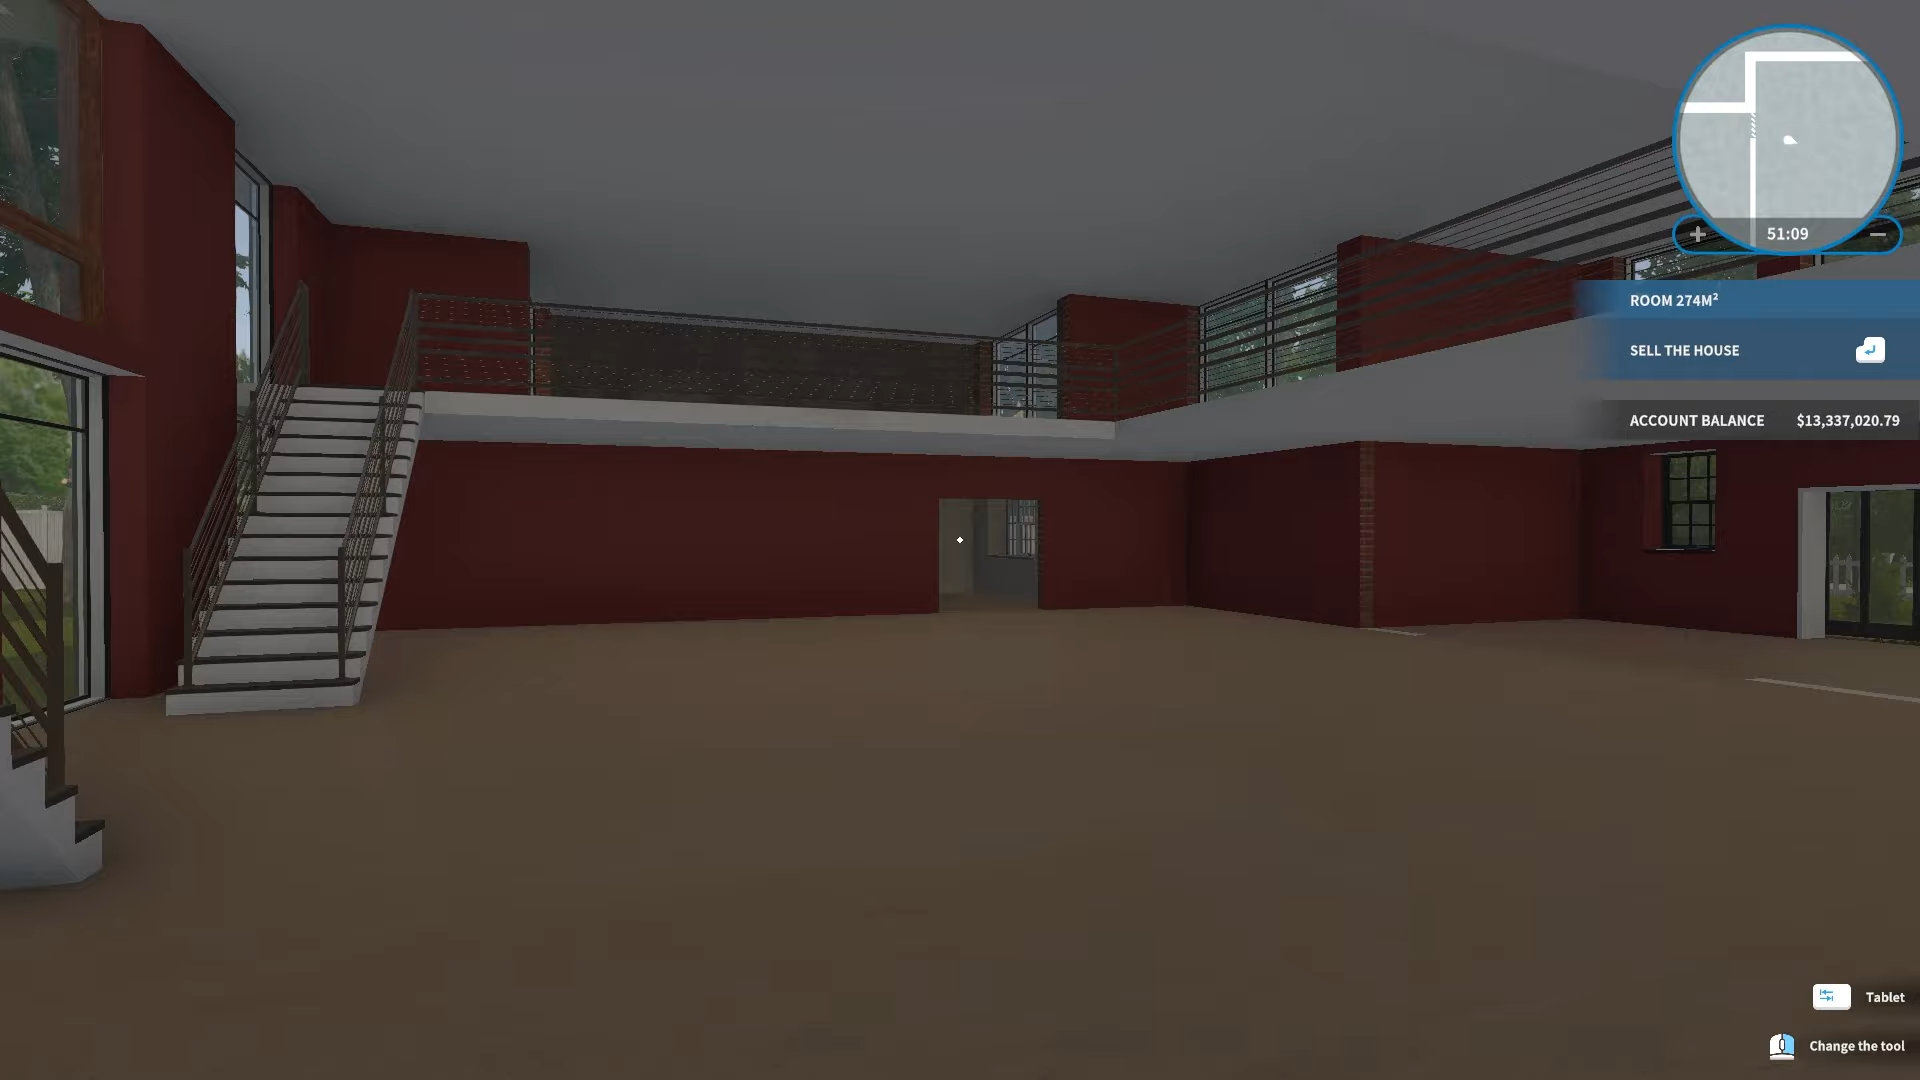 51:09
ROOM 274M²
SELL THE HOUSE
ACCOUNT BALANCE $13,337,020.79
Tablet
Change the tool